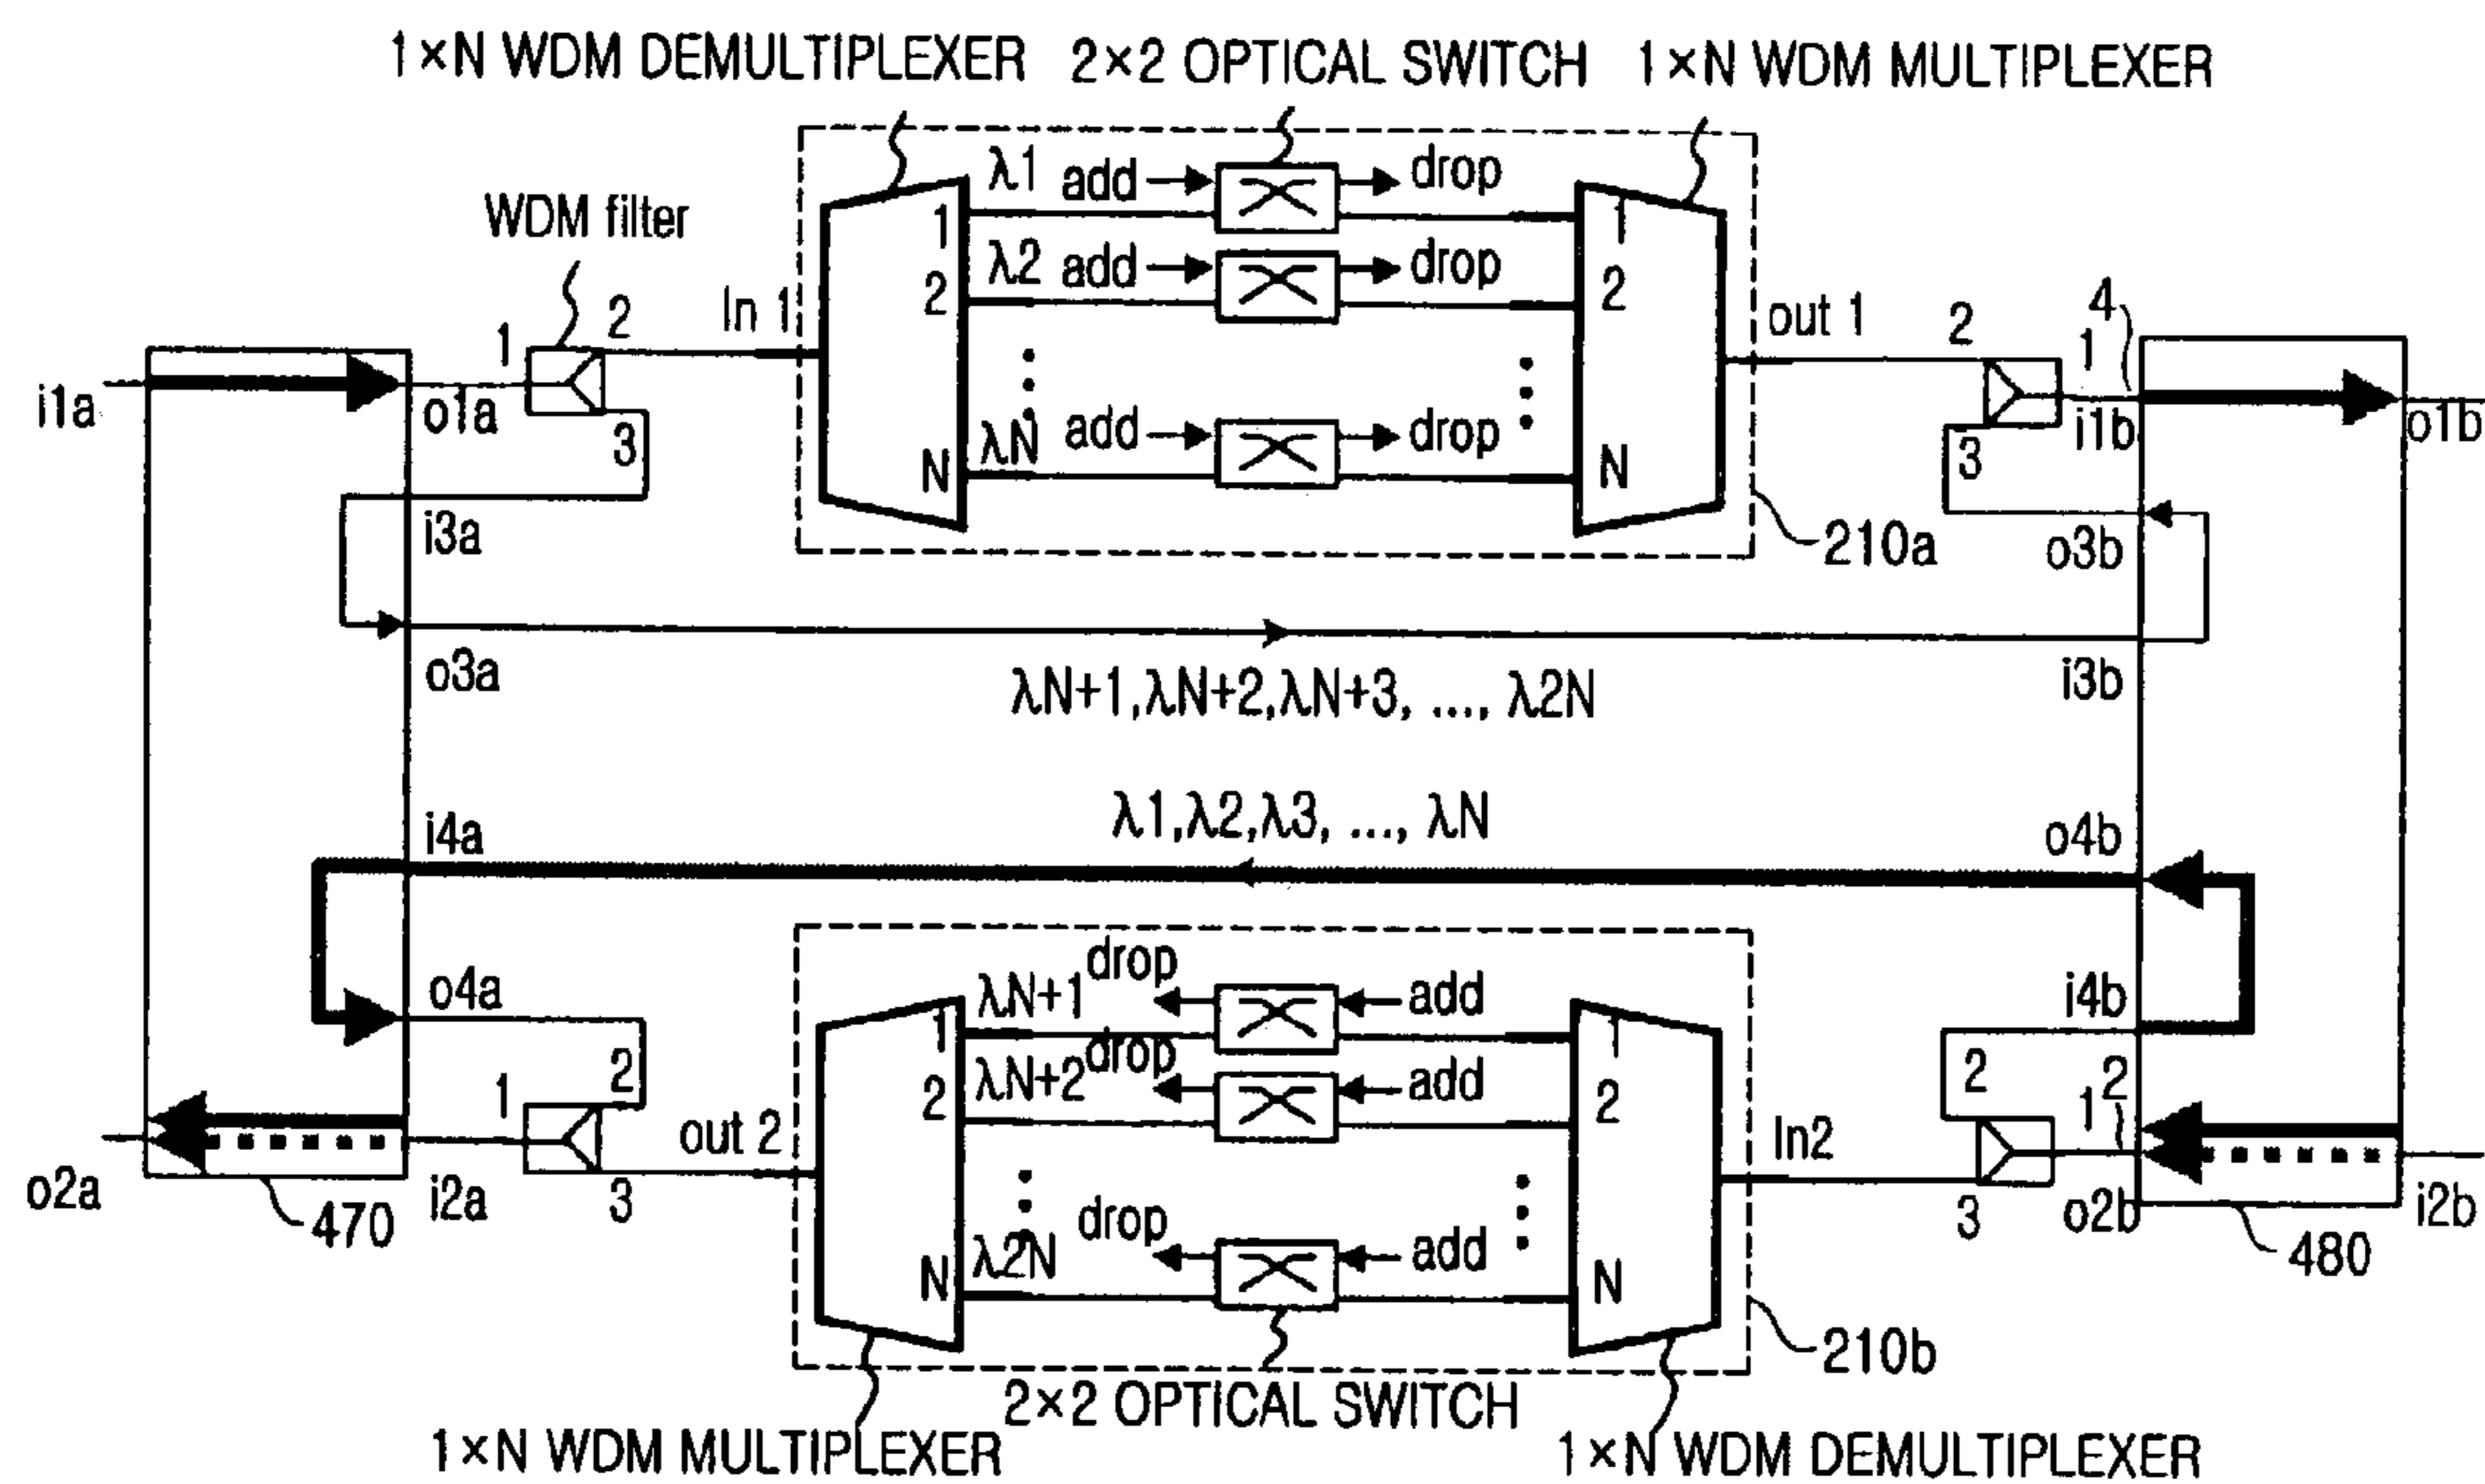 1×N WDM DEMULTIPLEXER 2×2 OPTICAL SWITCH 1×N WDM MULTIPLEXER
λ1 add drop
WDM filter
1 1
λ2 add drop
2 2
In 1
1 2
out 1
2 1 4
i1a o1a
3
λN add drop
N N
3 i1b o1b
i3a
210a
o3b
o3a
i3b
λN+1,λN+2,λN+3, ..., λ2N
λ1,λ2,λ3, ..., λN
i4a
o4b
drop
o4a
λN+1 add
i4b
1 1
drop
λN+2 add
2 2
1 2
2 1 2
out 2
In2
o2a i2a
3
drop
add
λ2N
N N
3 o2b i2b
470
480
210b
2×2 OPTICAL SWITCH
1×N WDM MULTIPLEXER
1×N WDM DEMULTIPLEXER